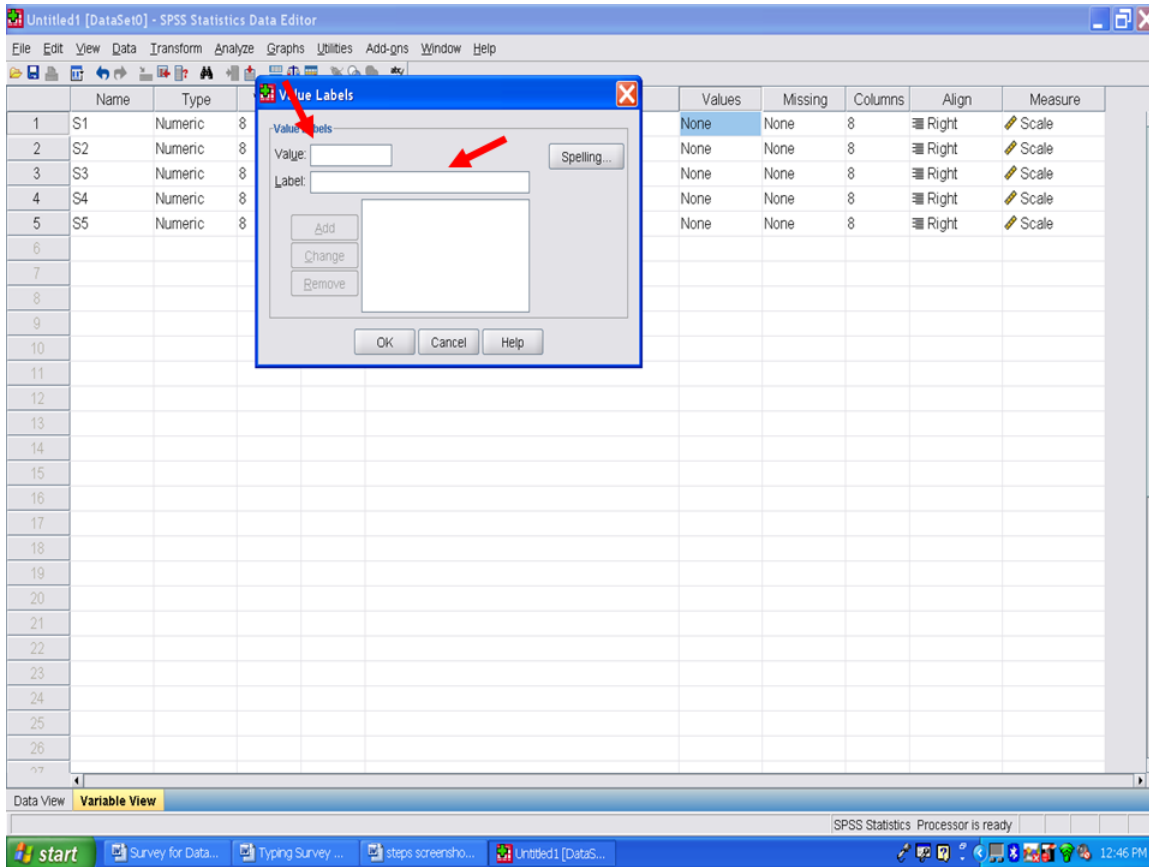 Untitled1 [DataSet0] - SPSS Statistics Data Editor
File Edit View Data Transform Analyze Graphs Utilities Add-ons Window Help
Name Type Values Missing Columns Align Measure
1 S1 Numeric 8 None None 8 Right Scale
2 S2 Numeric 8 None None 8 Right Scale
3 S3 Numeric 8 None None 8 Right Scale
4 S4 Numeric 8 None None 8 Right Scale
5 S5 Numeric 8 None None 8 Right Scale
6
7
8
9
10
11
12
13
14
15
16
17
18
19
20
21
22
23
24
25
26
27
Value Labels
Value Labels
Value:
Spelling...
Label:
Add
Change
Remove
OK Cancel Help
Data View Variable View
SPSS Statistics Processor is ready
start Survey for Data... Typing Survey ... steps screensho... Untitled1 [DataS... 12:46 PM